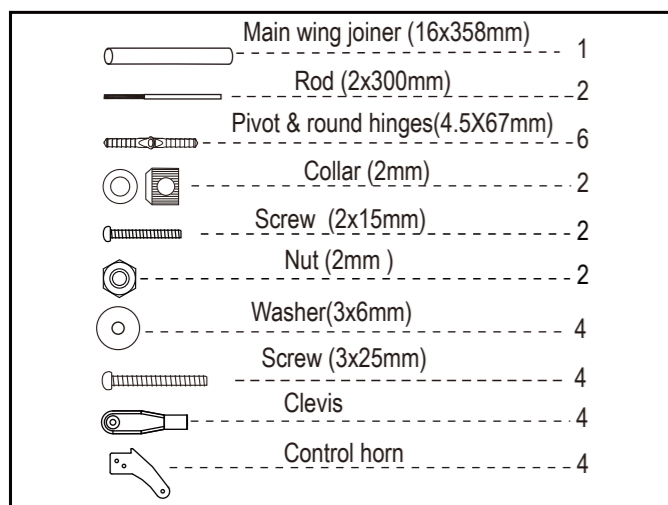 Main wing joiner (16x358mm) 1
Rod (2x300mm) 2
Pivot & round hinges(4.5X67mm) 6
Collar (2mm) 2
Screw (2x15mm) 2
Nut (2mm ) 2
Washer(3x6mm) 4
Screw (3x25mm) 4
Clevis 4
Control horn 4